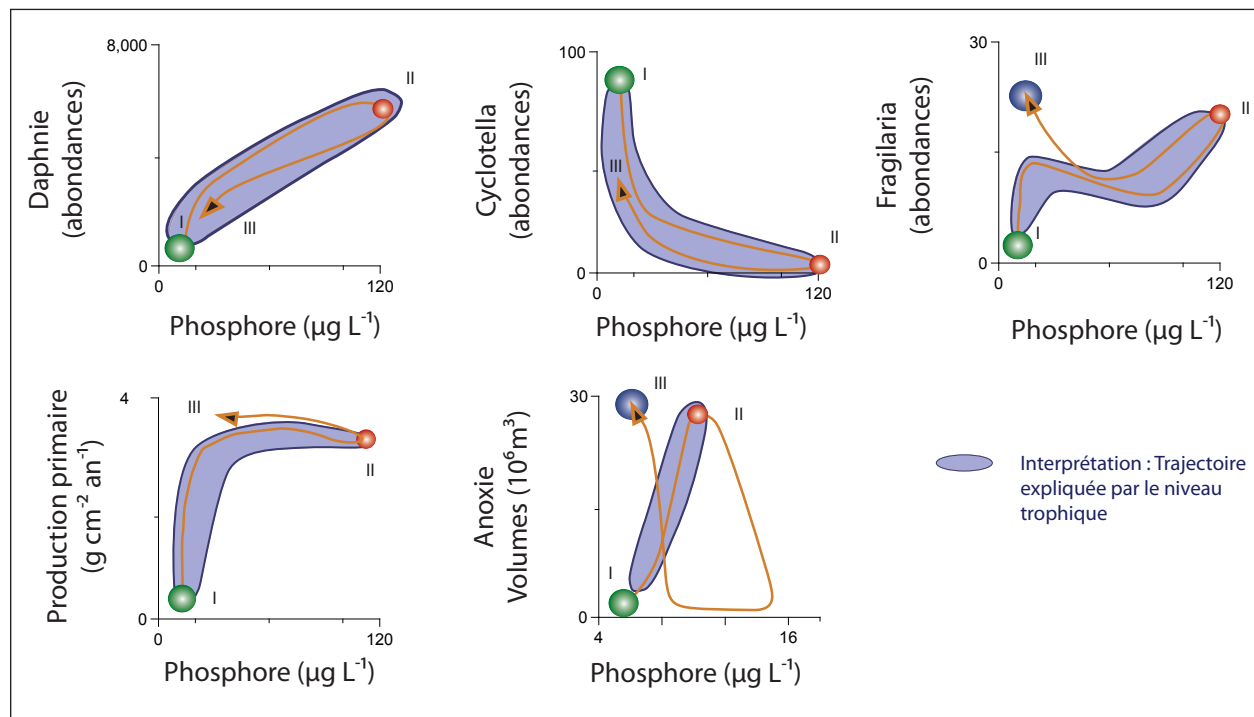 8,000
Daphnie
(abondances)
II
I
III
0
0
120
Phosphore (µg L⁻¹)
100
Cyclotella
(abondances)
I
III
II
0
0
120
Phosphore (µg L⁻¹)
30
III
Fragilaria
(abondances)
II
I
0
0
120
Phosphore (µg L⁻¹)
4
III
Production primaire
(g cm⁻² an⁻¹)
II
I
0
0
120
Phosphore (µg L⁻¹)
30
III
II
Anoxie
Volumes (10⁶m³)
I
0
4
16
Phosphore (µg L⁻¹)
Interprétation : Trajectoire
expliquée par le niveau
trophique